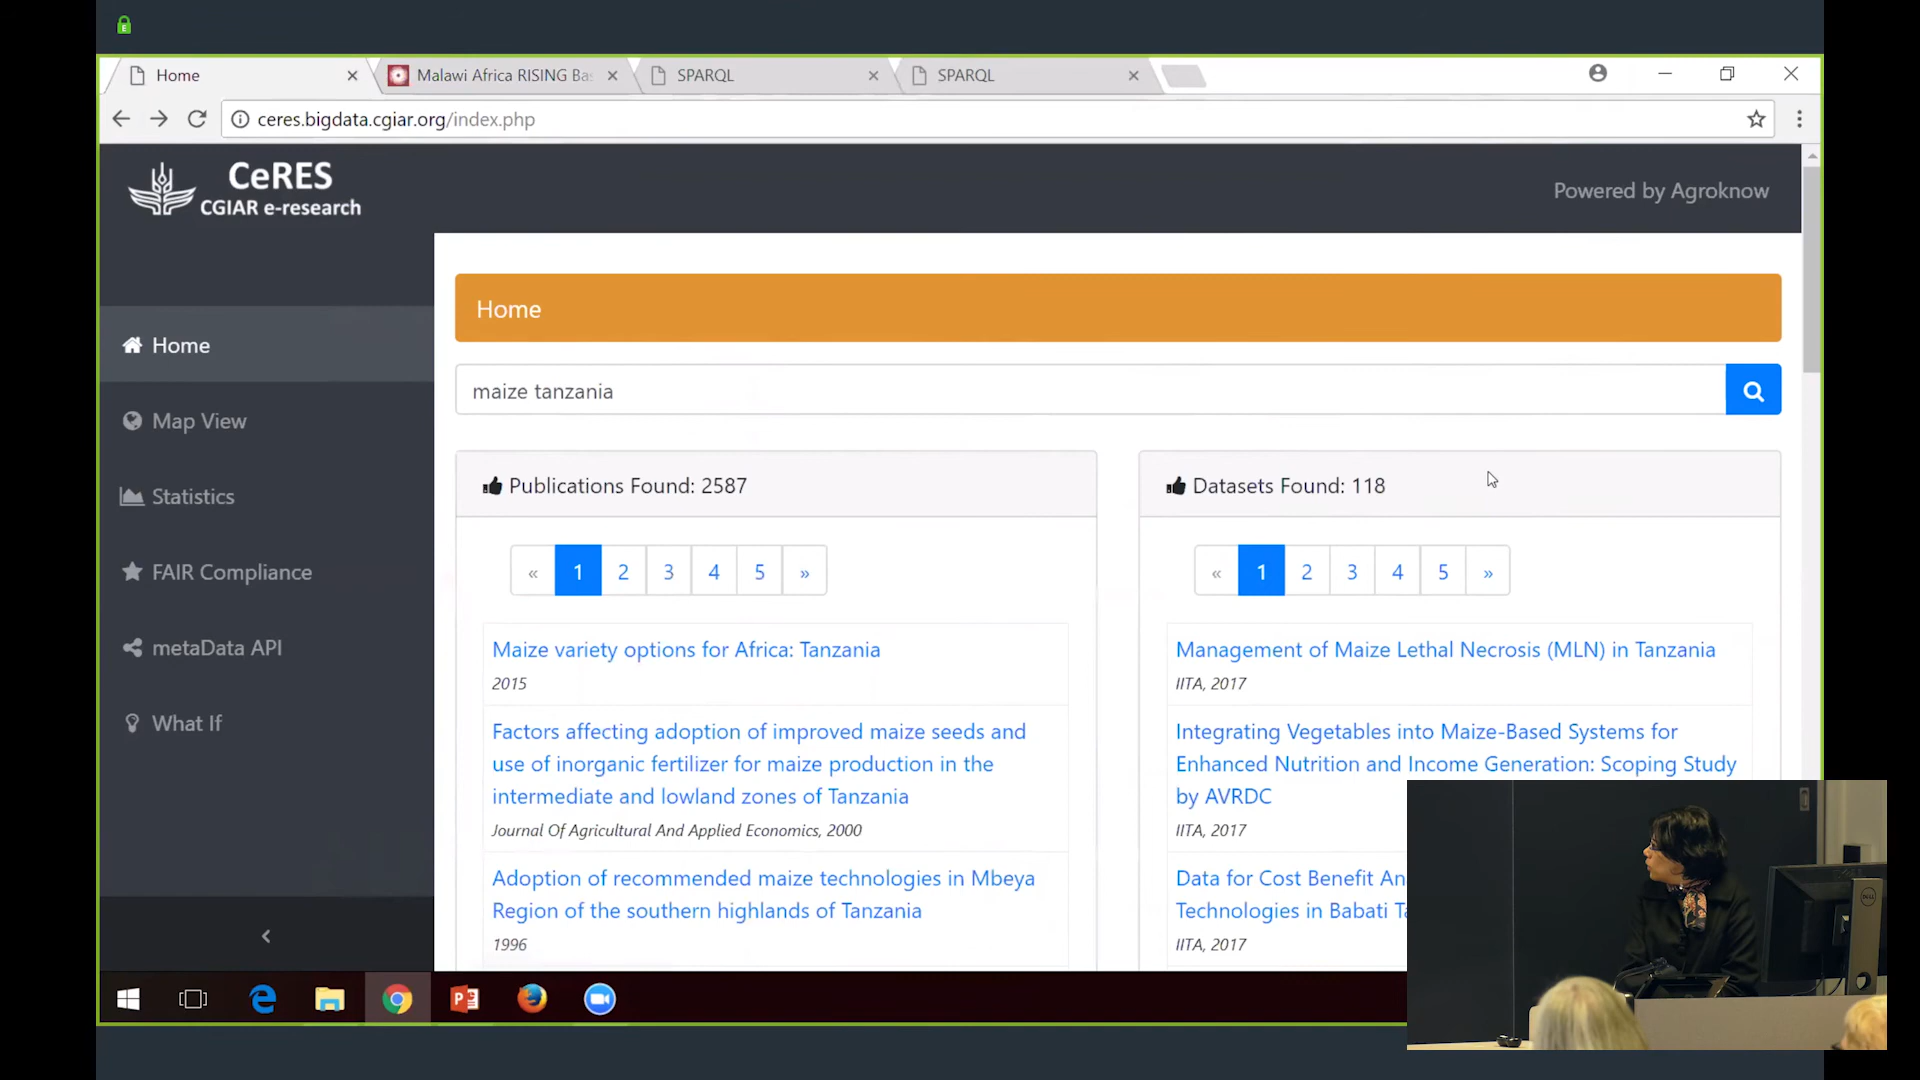 Home
Malawi Africa RISING Ba
SPARQL
SPARQL
ceres.bigdata.cgiar.org/index.php
CeRES
CGIAR e-research
Powered by Agroknow
Home
Map View
Statistics
FAIR Compliance
metaData API
What If
Home
maize tanzania
Publications Found: 2587
« 1 2 3 4 5 »
Maize variety options for Africa: Tanzania
2015
Factors affecting adoption of improved maize seeds and
use of inorganic fertilizer for maize production in the
intermediate and lowland zones of Tanzania
Journal Of Agricultural And Applied Economics, 2000
Adoption of recommended maize technologies in Mbeya
Region of the southern highlands of Tanzania
1996
Datasets Found: 118
« 1 2 3 4 5 »
Management of Maize Lethal Necrosis (MLN) in Tanzania
IITA, 2017
Integrating Vegetables into Maize-Based Systems for
Enhanced Nutrition and Income Generation: Scoping Study
by AVRDC
IITA, 2017
Data for Cost Benefit An
Technologies in Babati Ta
IITA, 2017
DELL